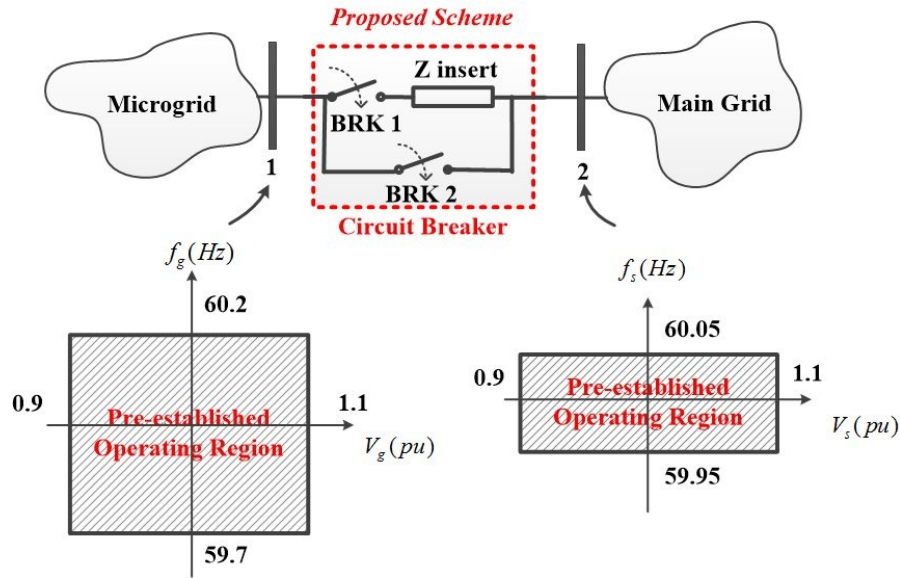 Proposed Scheme
Microgrid
Z insert
Main Grid
BRK 1
1
BRK 2
2
Circuit Breaker
f_g(Hz)
60.2
0.9
1.1
Pre-established
Operating Region
V_g(pu)
59.7
f_s(Hz)
60.05
0.9
1.1
Pre-established
Operating Region
V_s(pu)
59.95